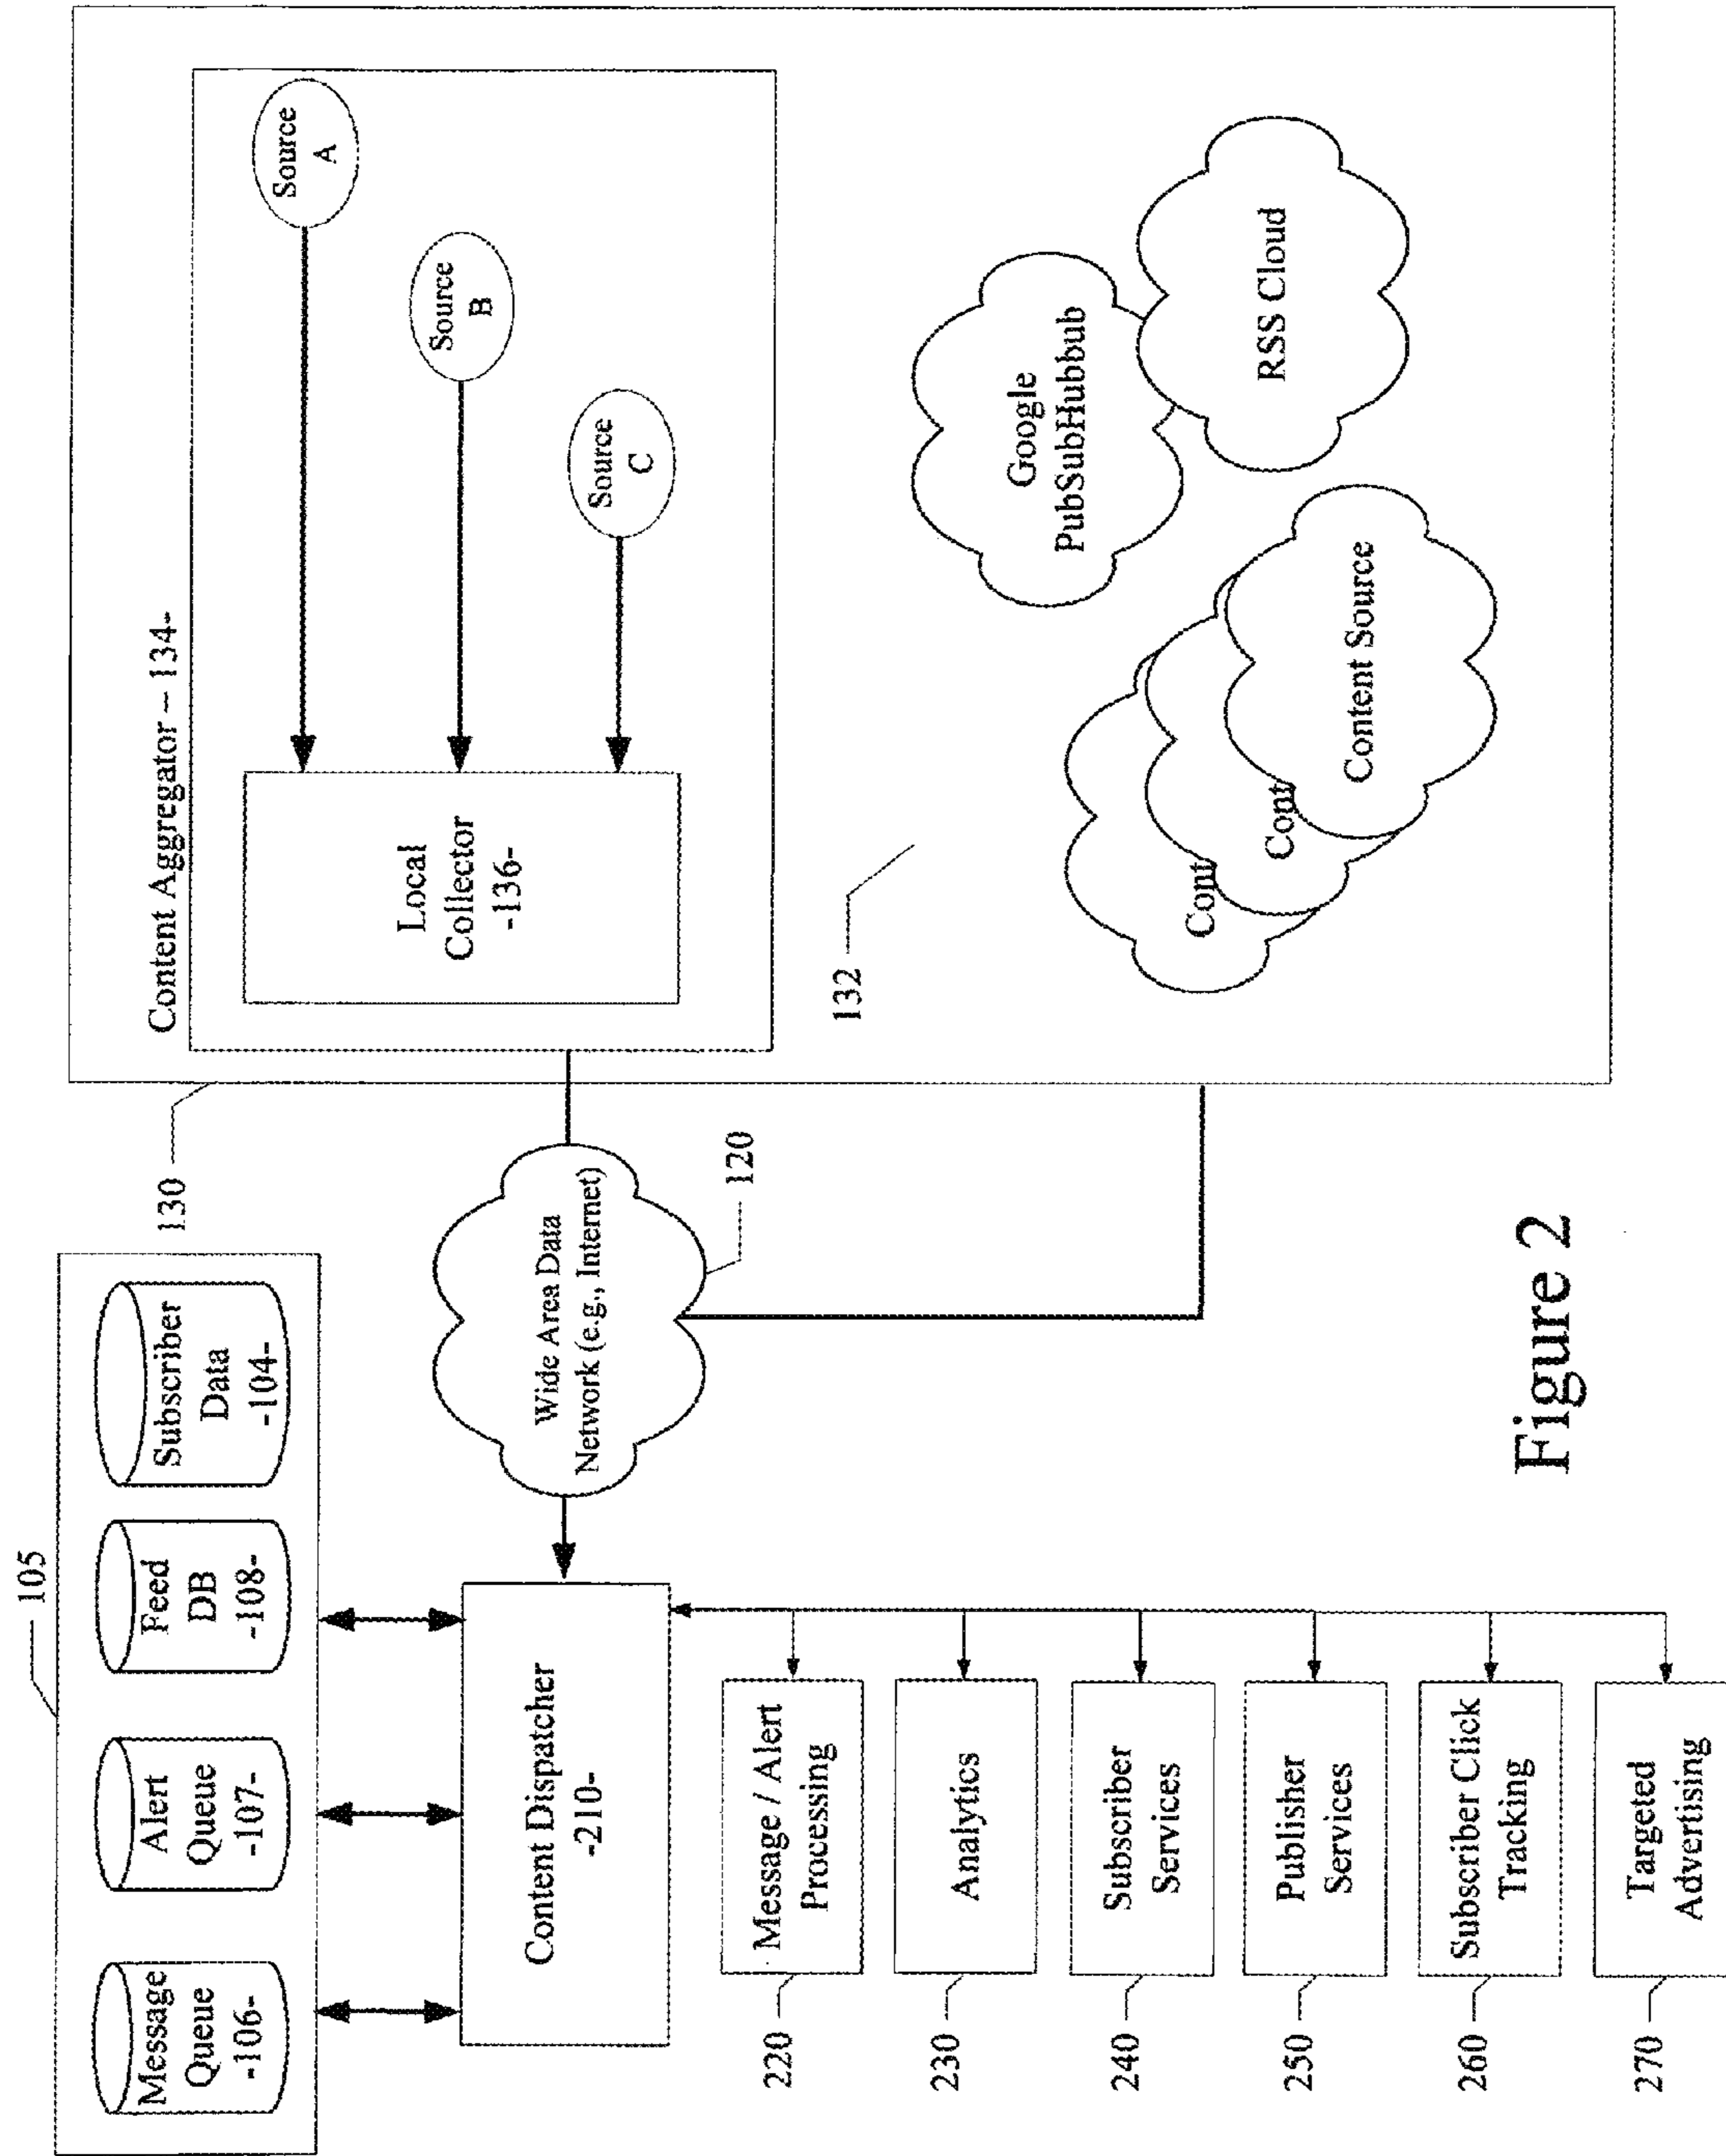 105
Message
Queue
-106-
Alert
Queue
-107-
Feed
DB
-108-
Subscriber
Data
-104-
Content Dispatcher
-210-
Wide Area Data
Network (e.g., Internet)
120
130
Content Aggregator – 134-
Local
Collector
-136-
Source
A
Source
B
Source
C
132
Google
PubSubHubbub
RSS Cloud
Cont
Cont
Content Source
220
Message / Alert
Processing
230
Analytics
240
Subscriber
Services
250
Publisher
Services
260
Subscriber Click
Tracking
270
Targeted
Advertising
Figure 2